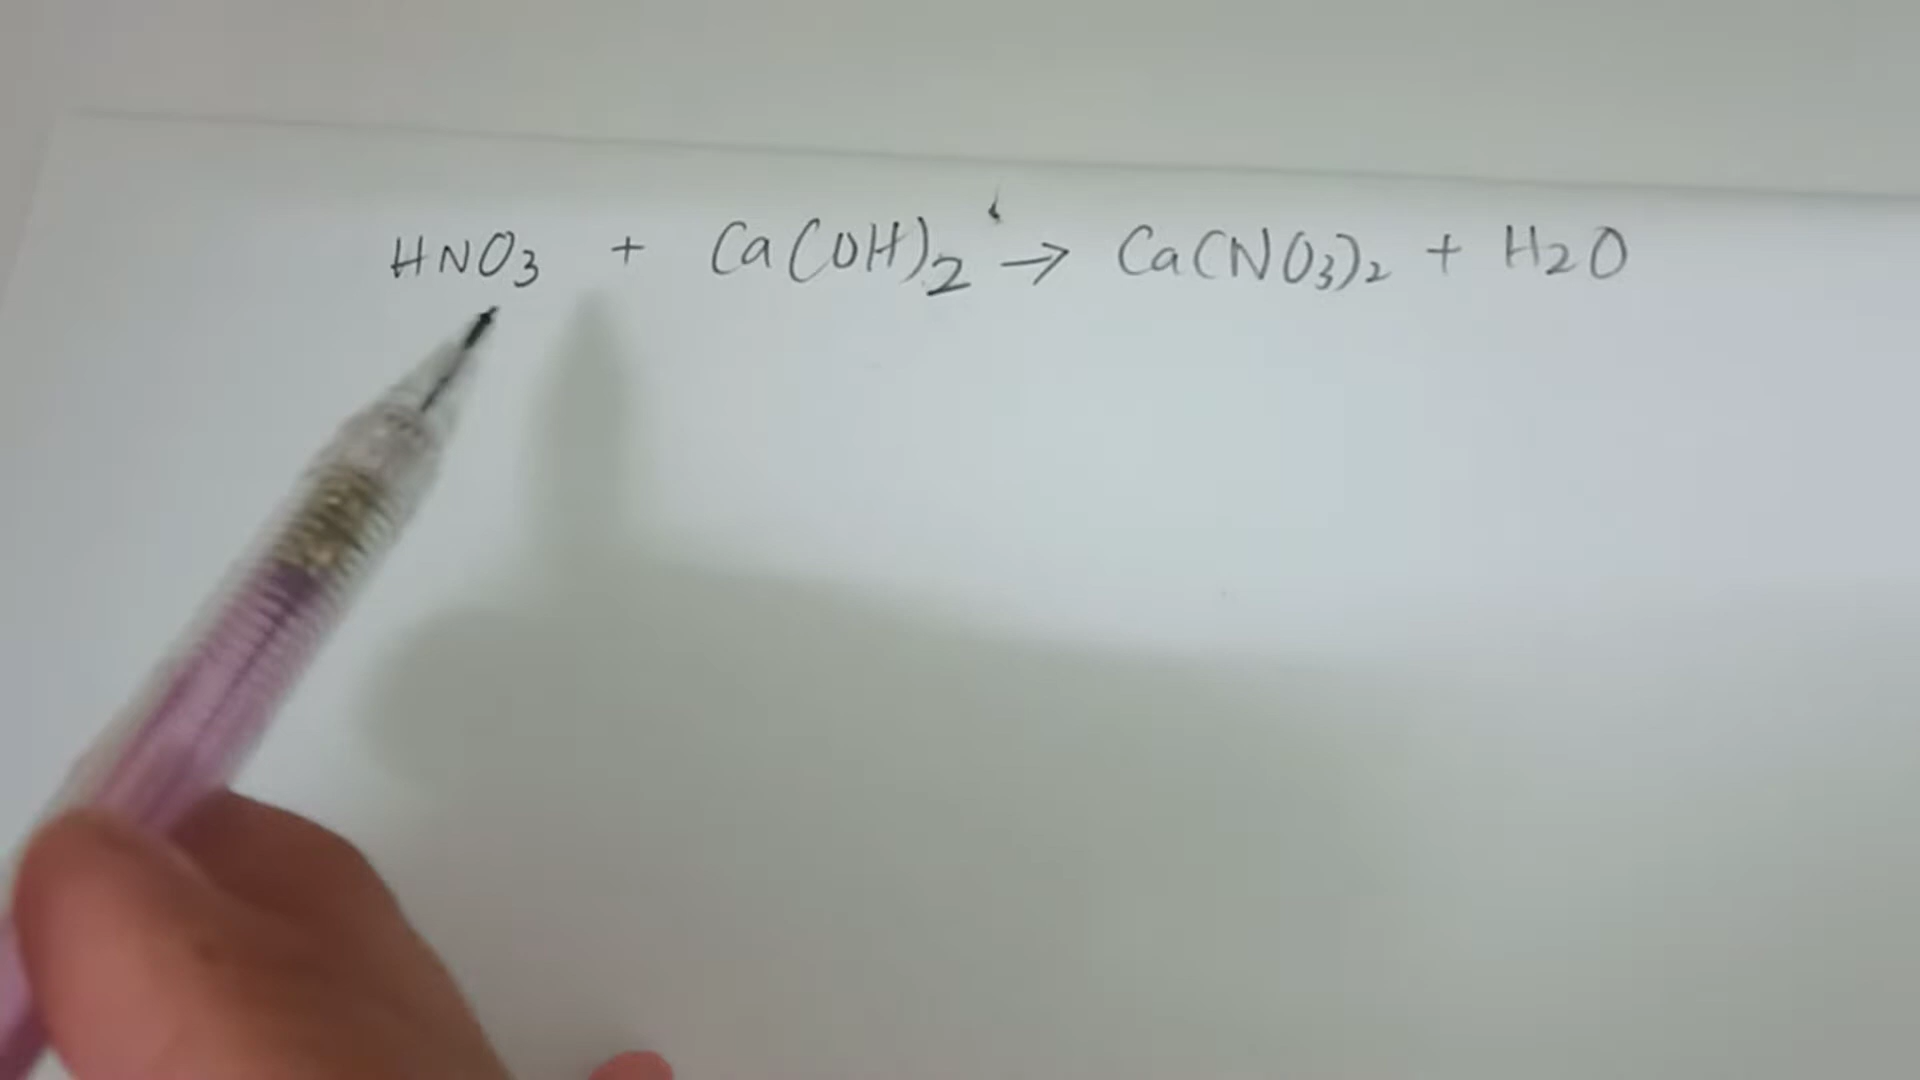 HNO3 + Ca(OH)2 → Ca(NO3)2 + H2O